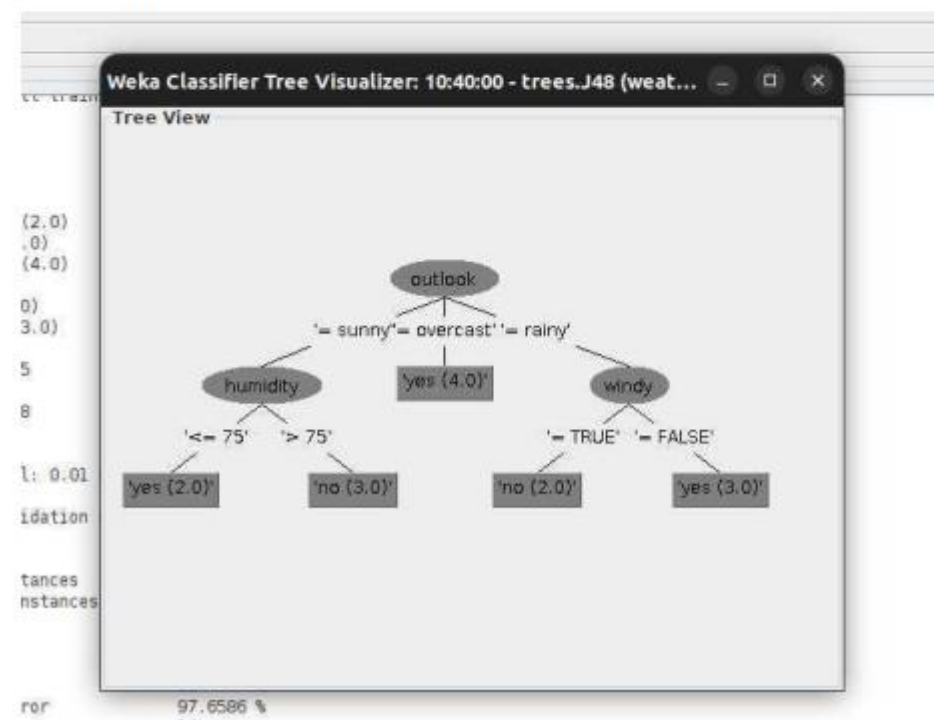 Weka Classifier Tree Visualizer: 10:40:00 - trees.J48 (weat...
Tree View
(2.0)
.0)
(4.0)
0)
3.0)
5
8
l: 0.01
idation
tances
nstances
ror 97.6586 %
outlook
'= sunny' '= overcast' '= rainy'
humidity 'yes (4.0)' windy
'<= 75' '> 75' '= TRUE' '= FALSE'
'yes (2.0)' 'no (3.0)' 'no (2.0)' 'yes (3.0)'